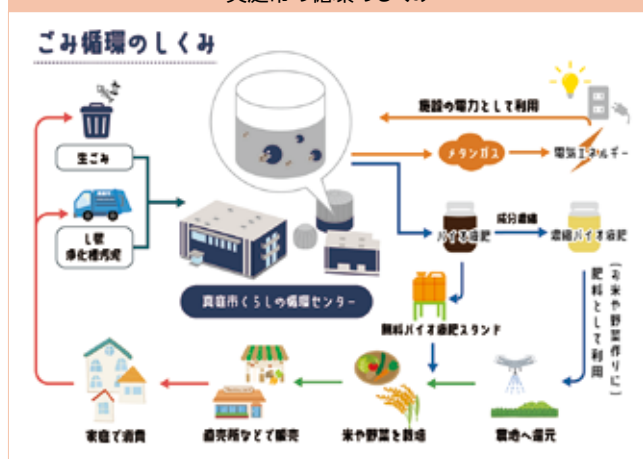 ごみ循環のしくみ
生ごみ
し尿
浄化槽汚泥
施設の電力として利用
メタンガス
電気エネルギー
バイオ液肥
成分濃縮
濃縮バイオ液肥
真庭市くらしの循環センター
無料バイオ液肥スタンド
(お米や野菜作りに)
肥料として利用
家庭で消費
直売所などで販売
米や野菜を栽培
農地へ還元